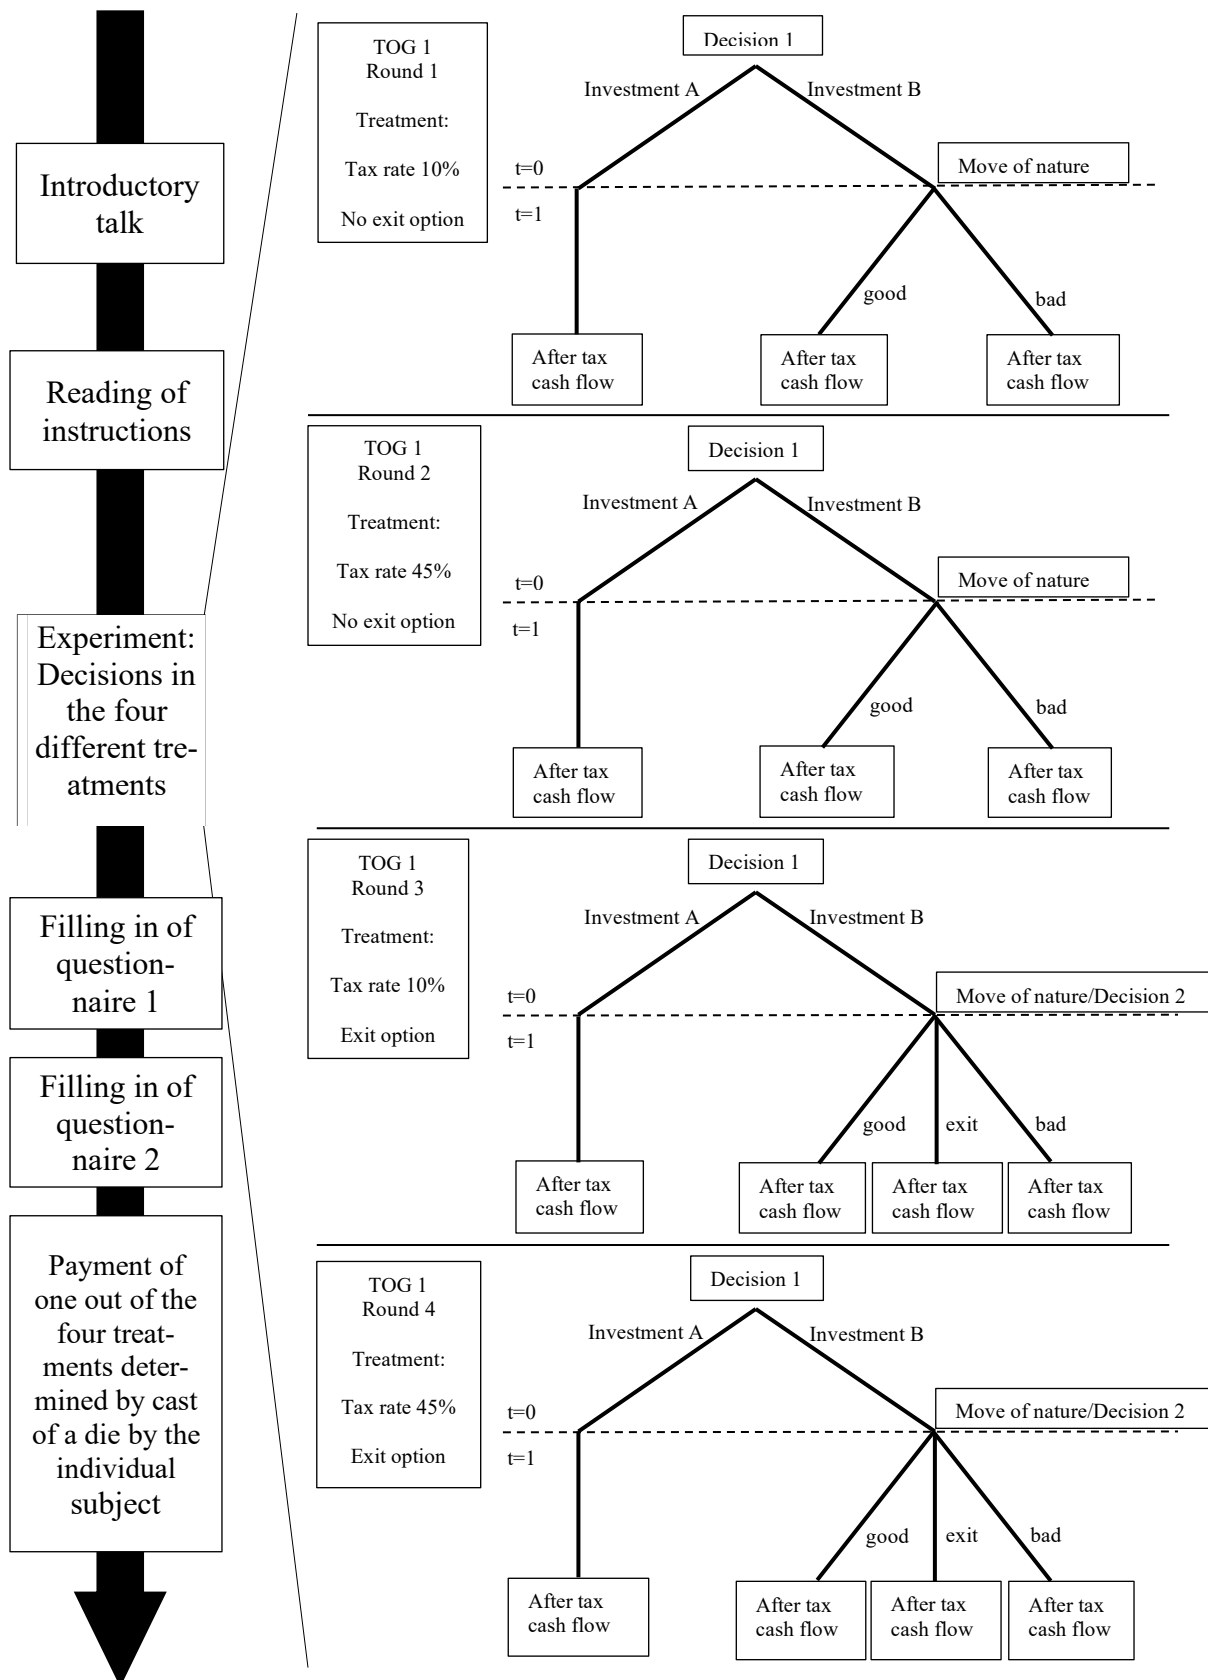 Introductory
talk
Reading of
instructions
Experiment:
Decisions in
the four
different tre-
atments
Filling in of
question-
naire 1
Filling in of
question-
naire 2
Payment of
one out of the
four treat-
ments deter-
mined by cast
of a die by the
individual
subject
TOG 1
Round 1
Treatment:
Tax rate 10%
No exit option
Decision 1
Investment A
Investment B
t=0
Move of nature
t=1
good
bad
After tax
cash flow
After tax
cash flow
After tax
cash flow
TOG 1
Round 2
Treatment:
Tax rate 45%
No exit option
Decision 1
Investment A
Investment B
t=0
Move of nature
t=1
good
bad
After tax
cash flow
After tax
cash flow
After tax
cash flow
TOG 1
Round 3
Treatment:
Tax rate 10%
Exit option
Decision 1
Investment A
Investment B
t=0
Move of nature/Decision 2
t=1
good
exit
bad
After tax
cash flow
After tax
cash flow
After tax
cash flow
After tax
cash flow
TOG 1
Round 4
Treatment:
Tax rate 45%
Exit option
Decision 1
Investment A
Investment B
t=0
Move of nature/Decision 2
t=1
good
exit
bad
After tax
cash flow
After tax
cash flow
After tax
cash flow
After tax
cash flow